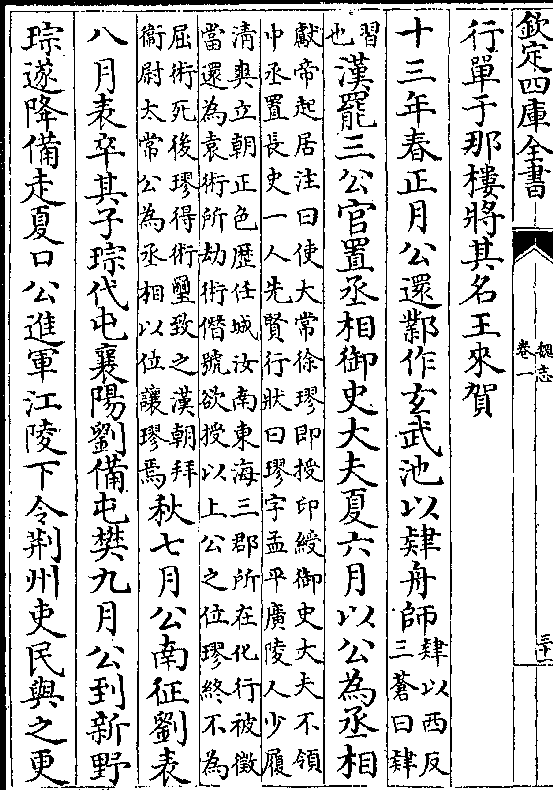 欽定四庫全書
魏志
卷一
三十一
行單于那樓將其名王來賀
十三年春正月公還鄴作玄武池以肄舟師肄以西反
三蒼曰肄
習
也漢罷三公官置丞相御史大夫夏六月以公為丞相
獻帝起居注曰使大常徐璆即授印綬御史大夫不領
中丞置長史一人先賢行狀曰璆字孟平廣陵人少履
清爽立朝正色歷任城汝南東海三郡所在化行被徵
當還為袁術所劫術僭號欲授以上公之位璆終不為
屈術死後璆得術璽致之漢朝拜
衞尉太常公為丞相以位讓璆焉秋七月公南征劉表
八月表卒其子琮代屯襄陽劉備屯樊九月公到新野
琮遂降備走夏口公進軍江陵下令荆州吏民與之更